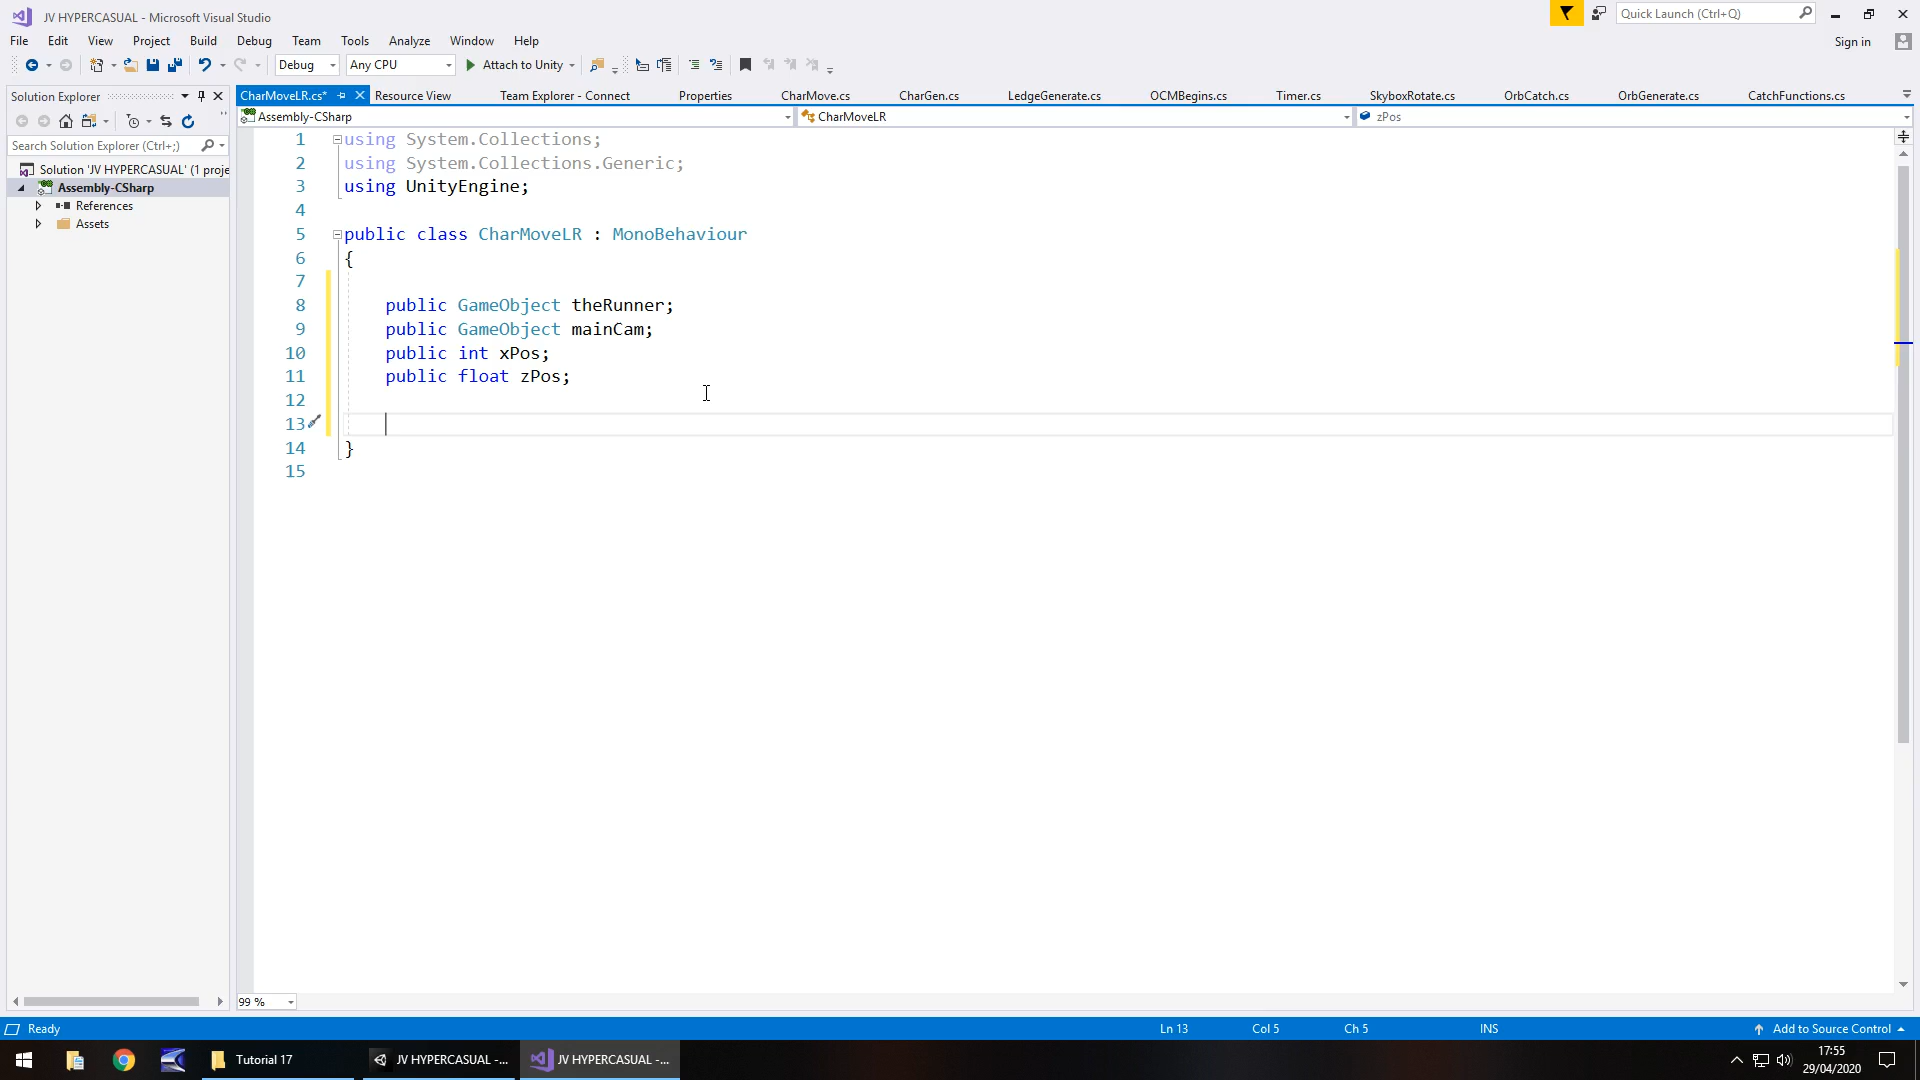 JV HYPERCASUAL - Microsoft Visual Studio
Quick Launch (Ctrl+Q)
File Edit View Project Build Debug Team Tools Analyze Window Help
Sign in
Debug Any CPU Attach to Unity
Solution Explorer
CharMoveLR.cs* Resource View Team Explorer - Connect Properties CharMove.cs CharGen.cs LedgeGenerate.cs OCMBegins.cs Timer.cs SkyboxRotate.cs OrbCatch.cs OrbGenerate.cs CatchFunctions.cs
Assembly-CSharp CharMoveLR zPos
Search Solution Explorer (Ctrl+;)
Solution 'JV HYPERCASUAL' (1 proje
Assembly-CSharp
References
Assets
1 using System.Collections;
2 using System.Collections.Generic;
3 using UnityEngine;
4
5 public class CharMoveLR : MonoBehaviour
6 {
7
8 public GameObject theRunner;
9 public GameObject mainCam;
10 public int xPos;
11 public float zPos;
12
13
14 }
15
99 %
Ready Ln 13 Col 5 Ch 5 INS Add to Source Control
Tutorial 17 JV HYPERCASUAL -... JV HYPERCASUAL -...
17:55
29/04/2020